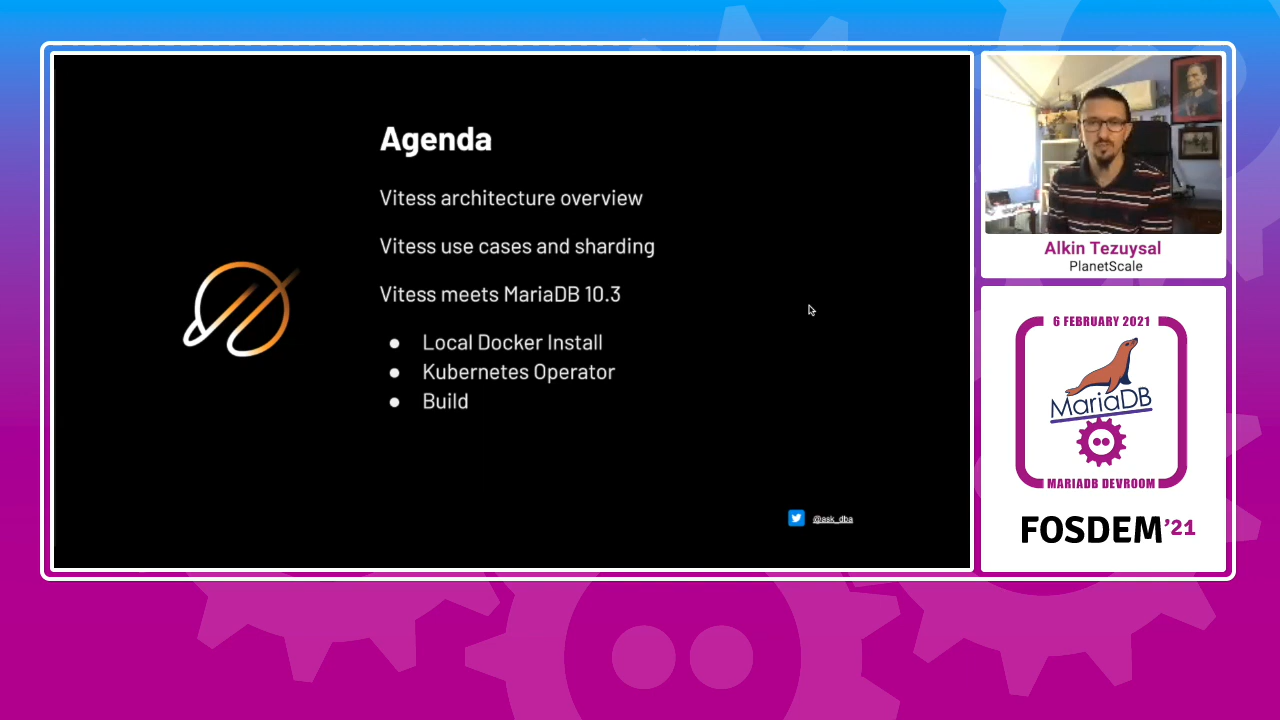 Agenda
Vitess architecture overview
Vitess use cases and sharding
Vitess meets MariaDB 10.3
● Local Docker Install
● Kubernetes Operator
● Build
@ask_dba
Alkin Tezuysal
PlanetScale
6 FEBRUARY 2021
MariaDB
MARIADB DEVROOM
FOSDEM'21